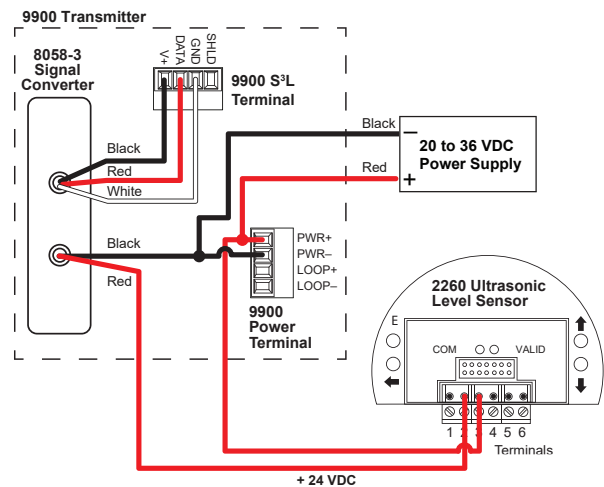 9900 Transmitter
8058-3
Signal
Converter
V+
DATA
GND
SHLD
9900 S³L
Terminal
Black
Red
White
Black
Red
Black
Red
–
+
20 to 36 VDC
Power Supply
PWR+
PWR–
LOOP+
LOOP–
9900
Power
Terminal
2260 Ultrasonic
Level Sensor
E
COM
VALID
1 2 3 4 5 6
Terminals
+ 24 VDC